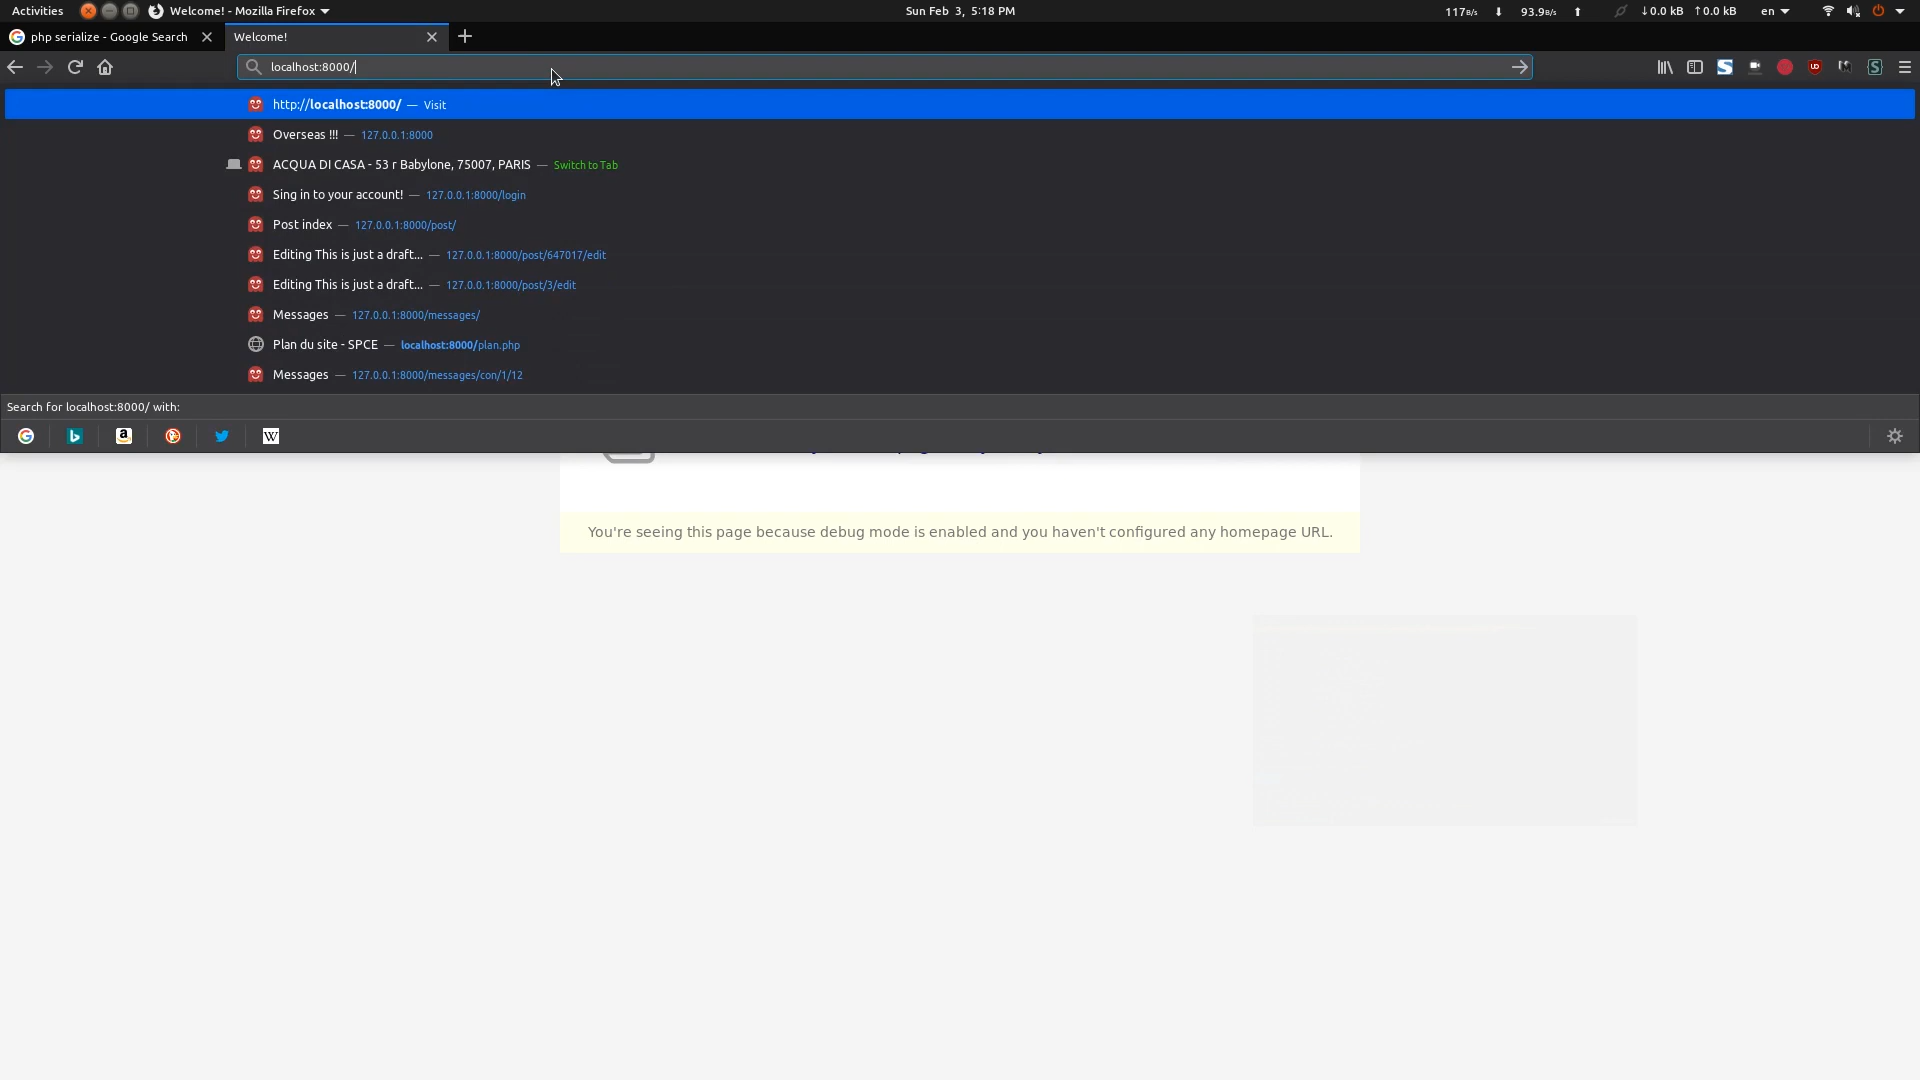 Activities Welcome! - Mozilla Firefox Sun Feb 3, 5:18 PM 117B/s 93.9B/s ↓0.0 kB ↑0.0 kB en
php serialize - Google Search Welcome!
localhost:8000/
http://localhost:8000/ — Visit
Overseas !!! — 127.0.0.1:8000
ACQUA DI CASA - 53 r Babylone, 75007, PARIS — Switch to Tab
Sing in to your account! — 127.0.0.1:8000/login
Post index — 127.0.0.1:8000/post/
Editing This is just a draft... — 127.0.0.1:8000/post/647017/edit
Editing This is just a draft... — 127.0.0.1:8000/post/3/edit
Messages — 127.0.0.1:8000/messages/
Plan du site - SPCE — localhost:8000/plan.php
Messages — 127.0.0.1:8000/messages/con/1/12
Search for localhost:8000/ with:
You're seeing this page because debug mode is enabled and you haven't configured any homepage URL.